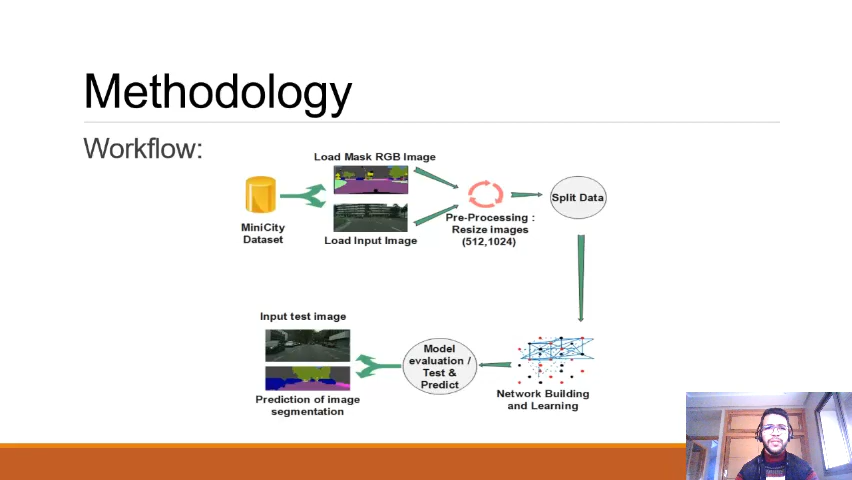 Methodology
Workflow:
Load Mask RGB Image
MiniCity
Dataset
Load Input Image
Pre-Processing :
Resize images
(512,1024)
Split Data
Input test image
Prediction of image
segmentation
Model
evaluation /
Test &
Predict
Network Building
and Learning